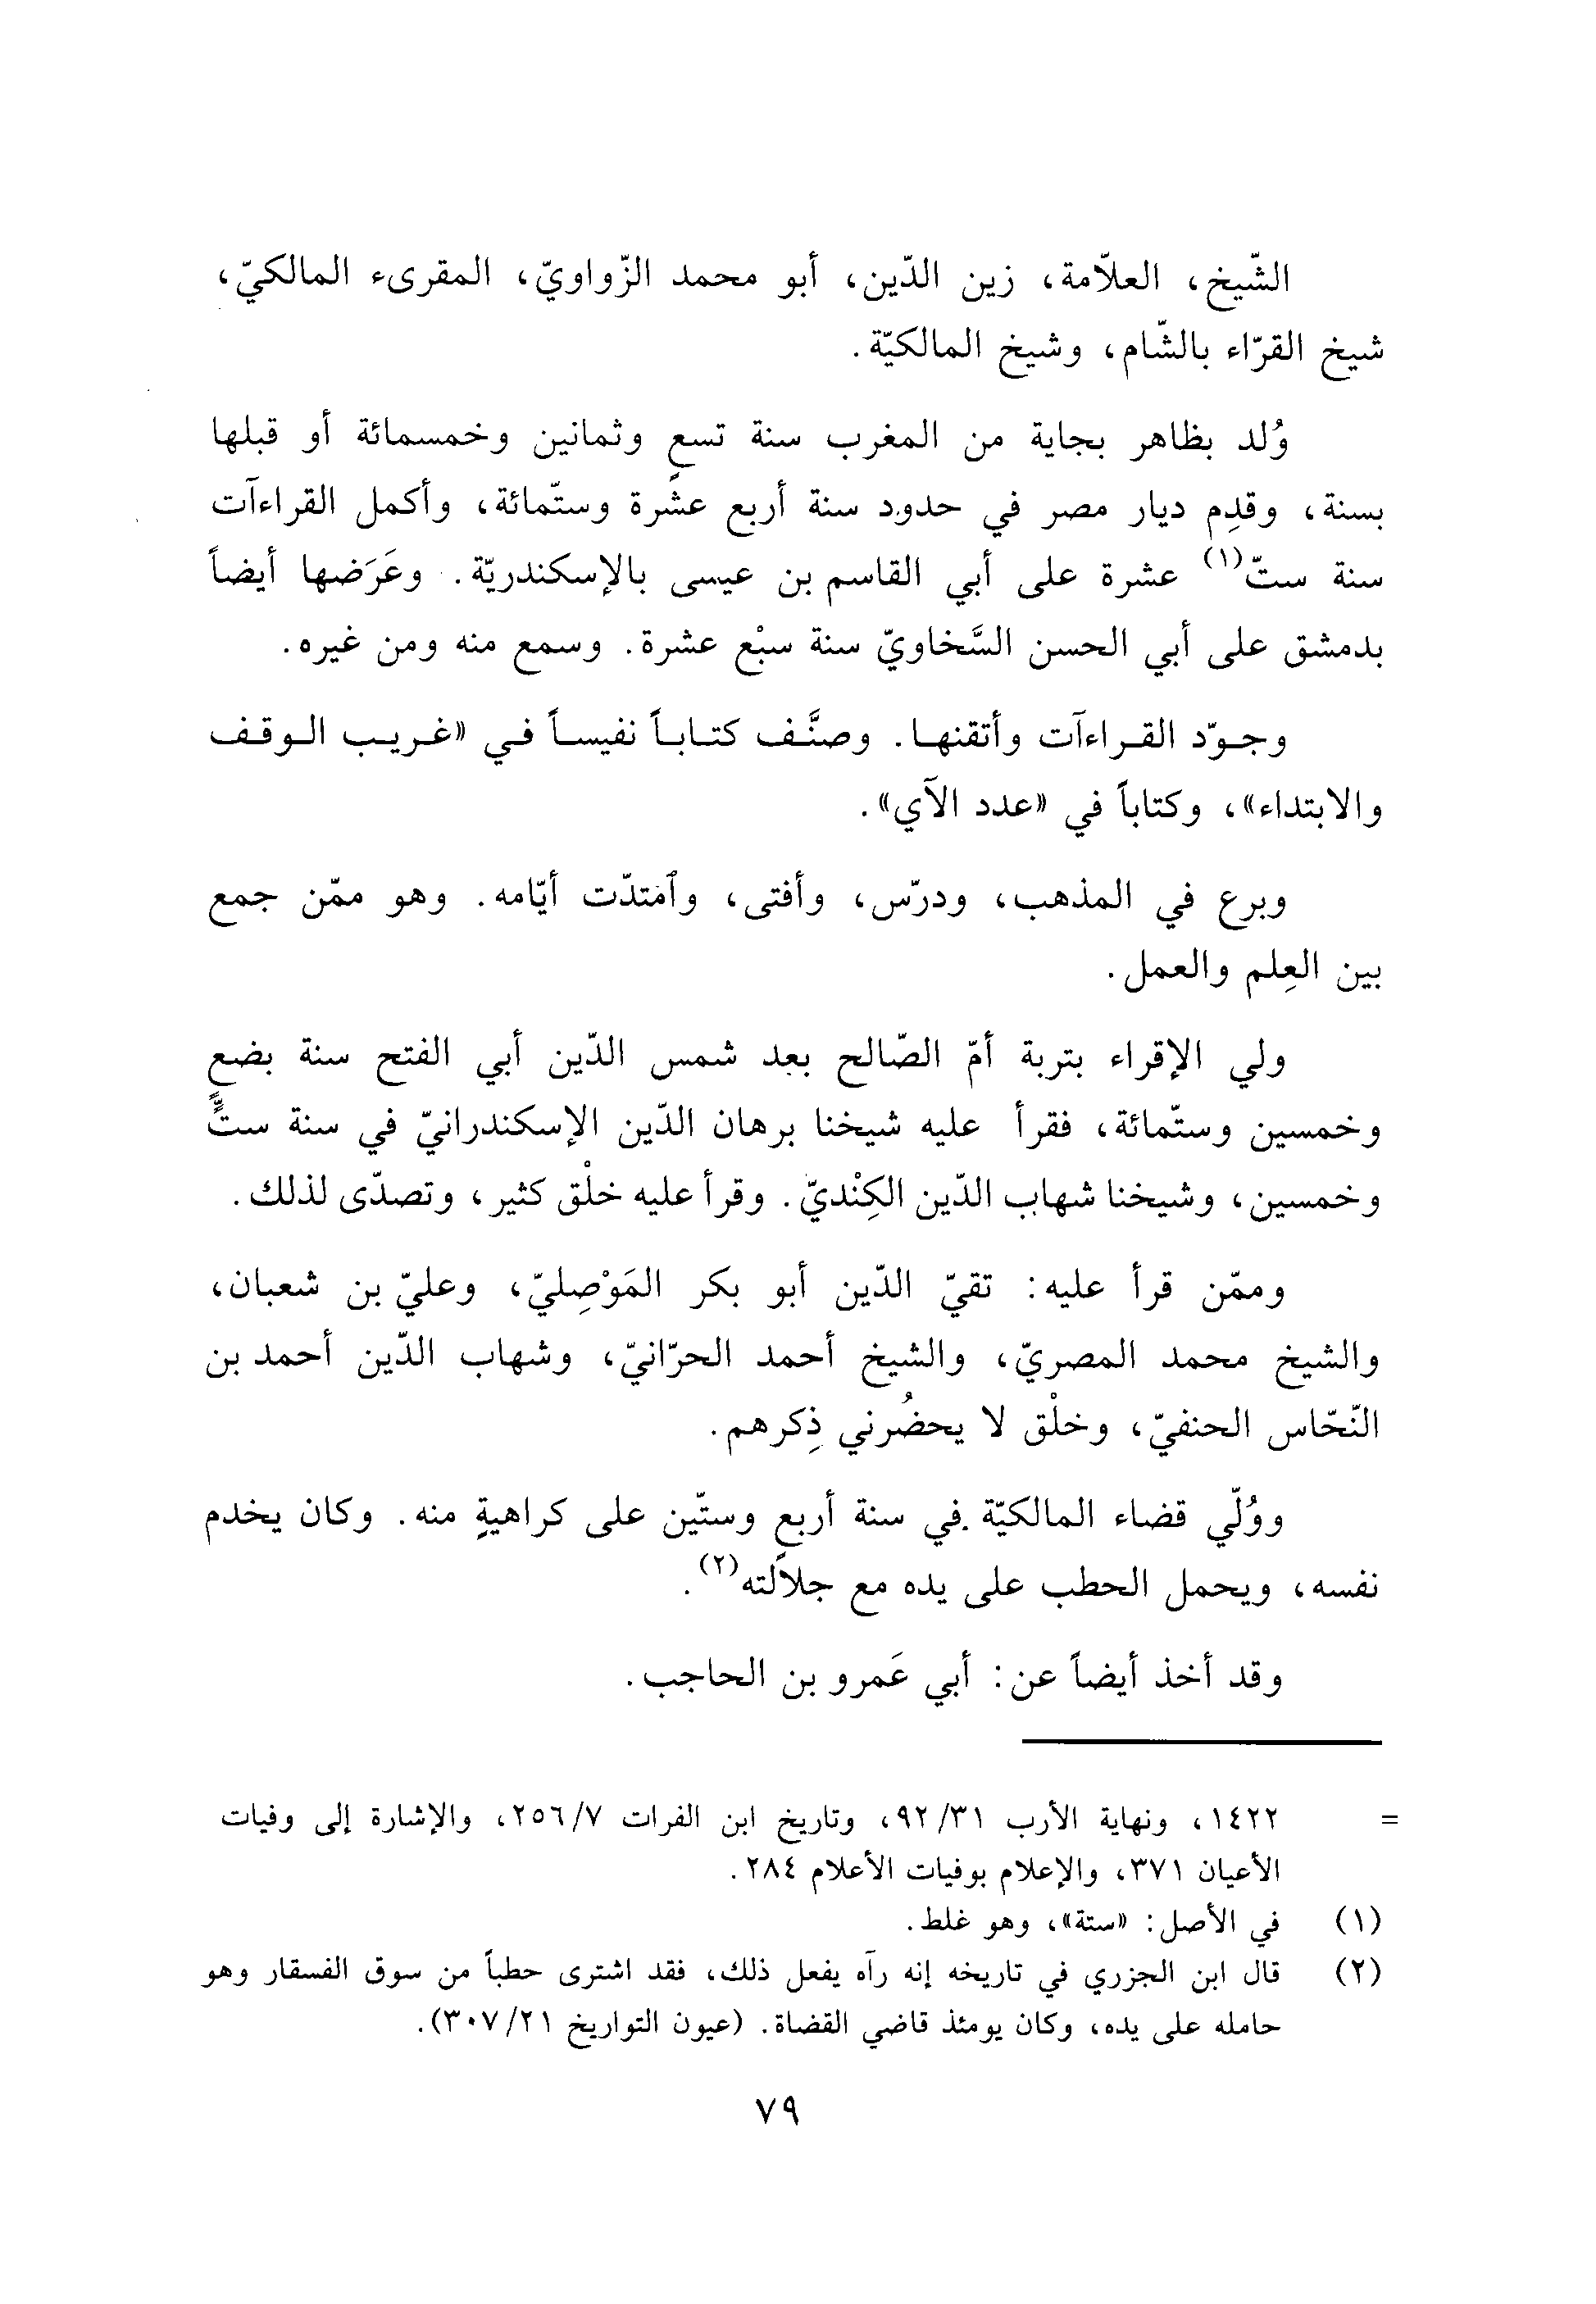 الشّيخ، العلاّمة، زين الدّين، أبو محمد الزّواويّ، المقرىء المالكيّ،
شيخ القرّاء بالشّام، وشيخ المالكيّة.
وُلد بظاهر بجاية من المغرب سنة تسعٍ وثمانين وخمسمائة أو قبلها
بسنة، وقدِم ديار مصر في حدود سنة أربع عشرة وستّمائة، وأكمل القراءآت
سنة ستّ(١) عشرة على أبي القاسم بن عيسى بالإسكندريّة. وعَرَضها أيضاً
بدمشق على أبي الحسن السَّخاويّ سنة سبْع عشرة. وسمع منه ومن غيره.
وجوّد القراءآت وأتقنها. وصنَّف كتاباً نفيساً في «غريب الوقف
والابتداء»، وكتاباً في «عدد الآي».
وبرع في المذهب، ودرّس، وأفتى، وٱمتدّت أيّامه. وهو ممّن جمع
بين العِلم والعمل.
ولي الإقراء بتربة أمّ الصّالح بعد شمس الدّين أبي الفتح سنة بضعٍ
وخمسين وستّمائة، فقرأ عليه شيخنا برهان الدّين الإسكندرانيّ في سنة ستٍّ
وخمسين، وشيخنا شهاب الدّين الكِنْديّ. وقرأ عليه خلْق كثير، وتصدّى لذلك.
وممّن قرأ عليه: تقيّ الدّين أبو بكر المَوْصِليّ، وعليّ بن شعبان،
والشيخ محمد المصريّ، والشيخ أحمد الحرّانيّ، وشهاب الدّين أحمد بن
النّحّاس الحنفيّ، وخلْق لا يحضُرني ذِكرهم.
ووُلّي قضاء المالكيّة في سنة أربعٍ وستّين على كراهيةٍ منه. وكان يخدم
نفسه، ويحمل الحطب على يده مع جلالته(٢).
وقد أخذ أيضاً عن: أبي عَمرو بن الحاجب.
= ١٤٢٢، ونهاية الأرب ٩٢/٣١، وتاريخ ابن الفرات ٢٥٦/٧، والإشارة إلى وفيات
الأعيان ٣٧١، والإعلام بوفيات الأعلام ٢٨٤.
(١) في الأصل: «ستة»، وهو غلط.
(٢) قال ابن الجزري في تاريخه إنه رآه يفعل ذلك، فقد اشترى حطباً من سوق الفسقار وهو
حامله على يده، وكان يومئذ قاضي القضاة. (عيون التواريخ ٣٠٧/٢١).
٧٩